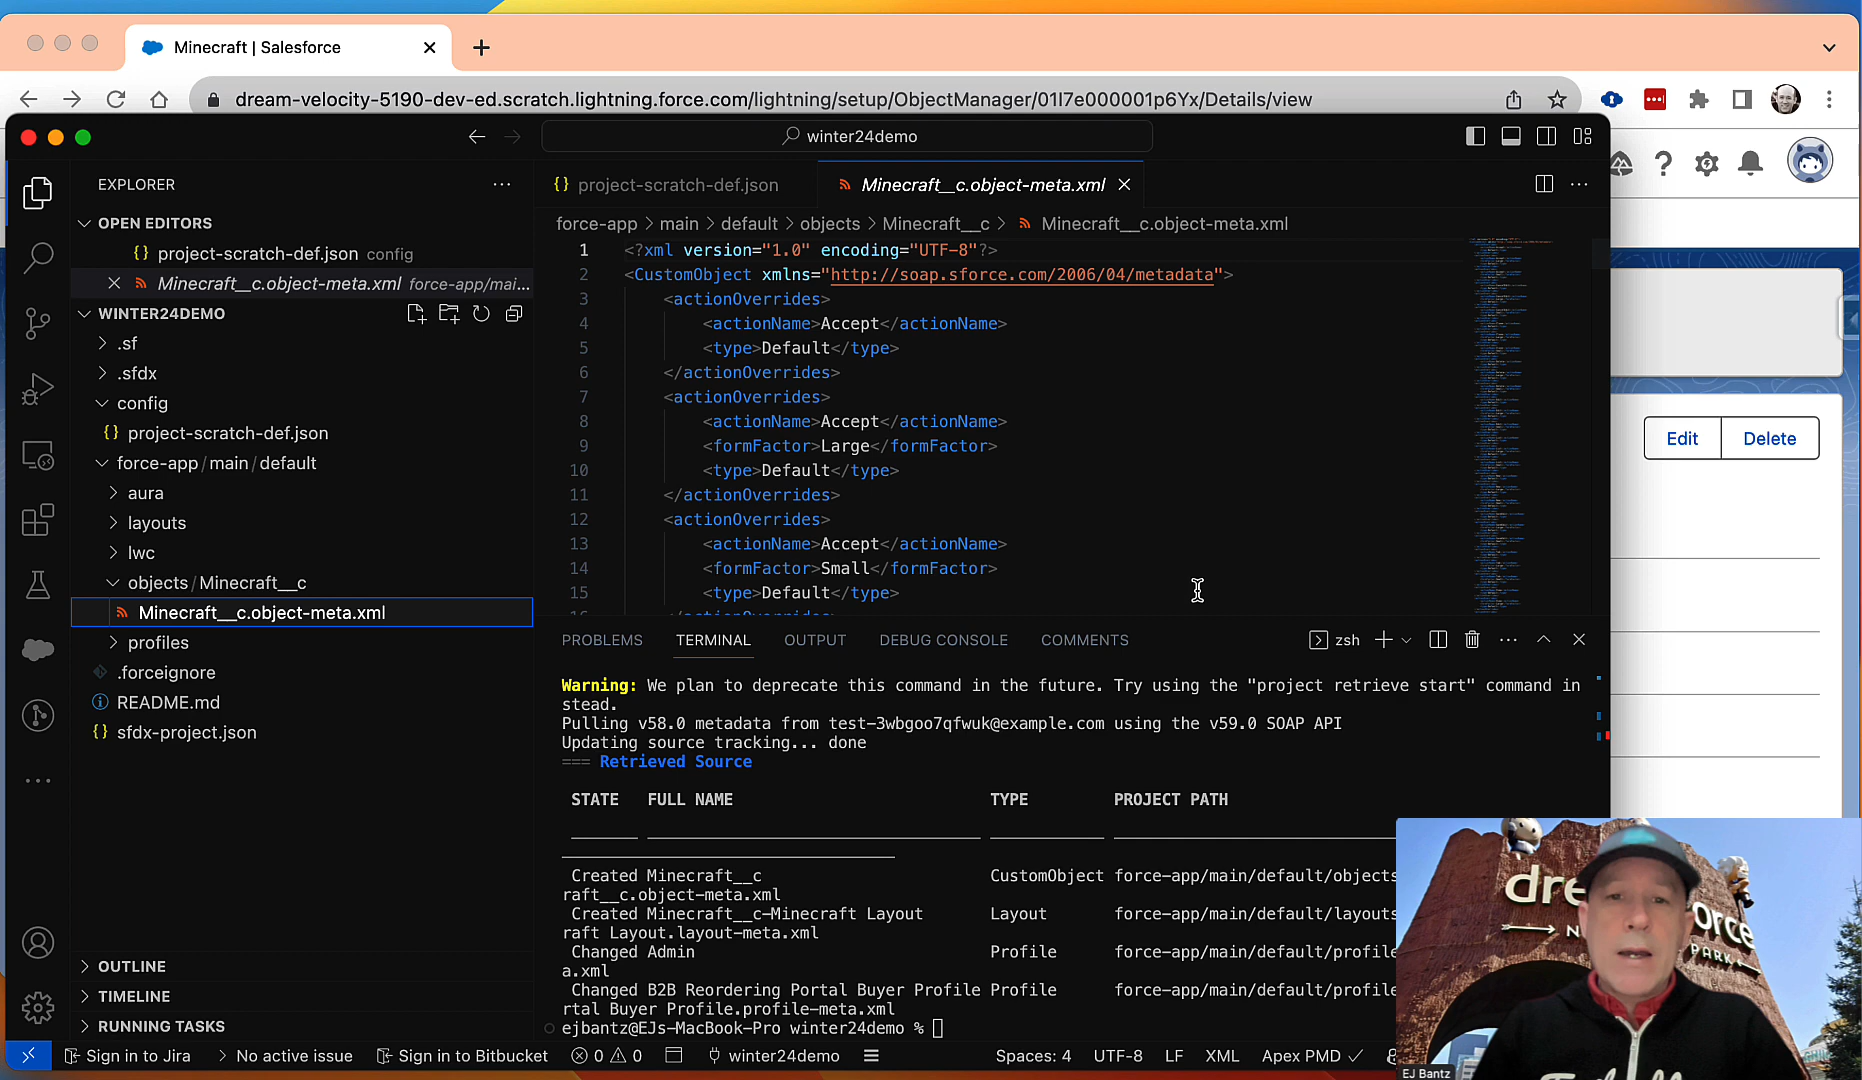 Minecraft | Salesforce
dream-velocity-5190-dev-ed.scratch.lightning.force.com/lightning/setup/ObjectManager/01I7e000001p6Yx/Details/view
winter24demo
EXPLORER
OPEN EDITORS
{} project-scratch-def.json config
Minecraft__c.object-meta.xml force-app/mai...
WINTER24DEMO
.sf
.sfdx
config
{} project-scratch-def.json
force-app/main/default
aura
layouts
lwc
objects/Minecraft__c
Minecraft__c.object-meta.xml
profiles
.forceignore
README.md
{} sfdx-project.json
OUTLINE
TIMELINE
RUNNING TASKS
{} project-scratch-def.json
Minecraft__c.object-meta.xml
force-app > main > default > objects > Minecraft__c > Minecraft__c.object-meta.xml
1 <?xml version="1.0" encoding="UTF-8"?>
2 <CustomObject xmlns="http://soap.sforce.com/2006/04/metadata">
3 <actionOverrides>
4 <actionName>Accept</actionName>
5 <type>Default</type>
6 </actionOverrides>
7 <actionOverrides>
8 <actionName>Accept</actionName>
9 <formFactor>Large</formFactor>
10 <type>Default</type>
11 </actionOverrides>
12 <actionOverrides>
13 <actionName>Accept</actionName>
14 <formFactor>Small</formFactor>
15 <type>Default</type>
16 </actionOverrides>
PROBLEMS TERMINAL OUTPUT DEBUG CONSOLE COMMENTS
zsh
Warning: We plan to deprecate this command in the future. Try using the "project retrieve start" command in
stead.
Pulling v58.0 metadata from test-3wbgoo7qfwuk@example.com using the v59.0 SOAP API
Updating source tracking... done
=== Retrieved Source
STATE FULL NAME TYPE PROJECT PATH
Created Minecraft__c CustomObject force-app/main/default/objects
raft__c.object-meta.xml
Created Minecraft__c-Minecraft Layout Layout force-app/main/default/layouts
raft Layout.layout-meta.xml
Changed Admin Profile force-app/main/default/profile
a.xml
Changed B2B Reordering Portal Buyer Profile Profile force-app/main/default/profile
rtal Buyer Profile.profile-meta.xml
ejbantz@EJs-MacBook-Pro winter24demo %
Sign in to Jira
No active issue
Sign in to Bitbucket
0 0
winter24demo
Spaces: 4
UTF-8
LF
XML
Apex PMD
Edit
Delete
dre
force
PARK
EJ Bantz